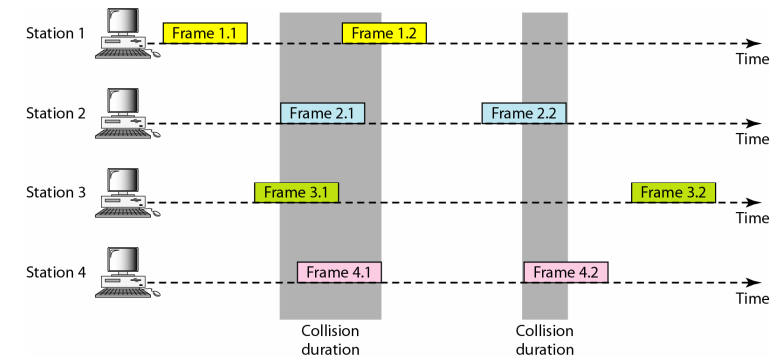 Station 1
Frame 1.1
Frame 1.2
Time
Station 2
Frame 2.1
Frame 2.2
Time
Station 3
Frame 3.1
Frame 3.2
Time
Station 4
Frame 4.1
Frame 4.2
Time
Collision
duration
Collision
duration